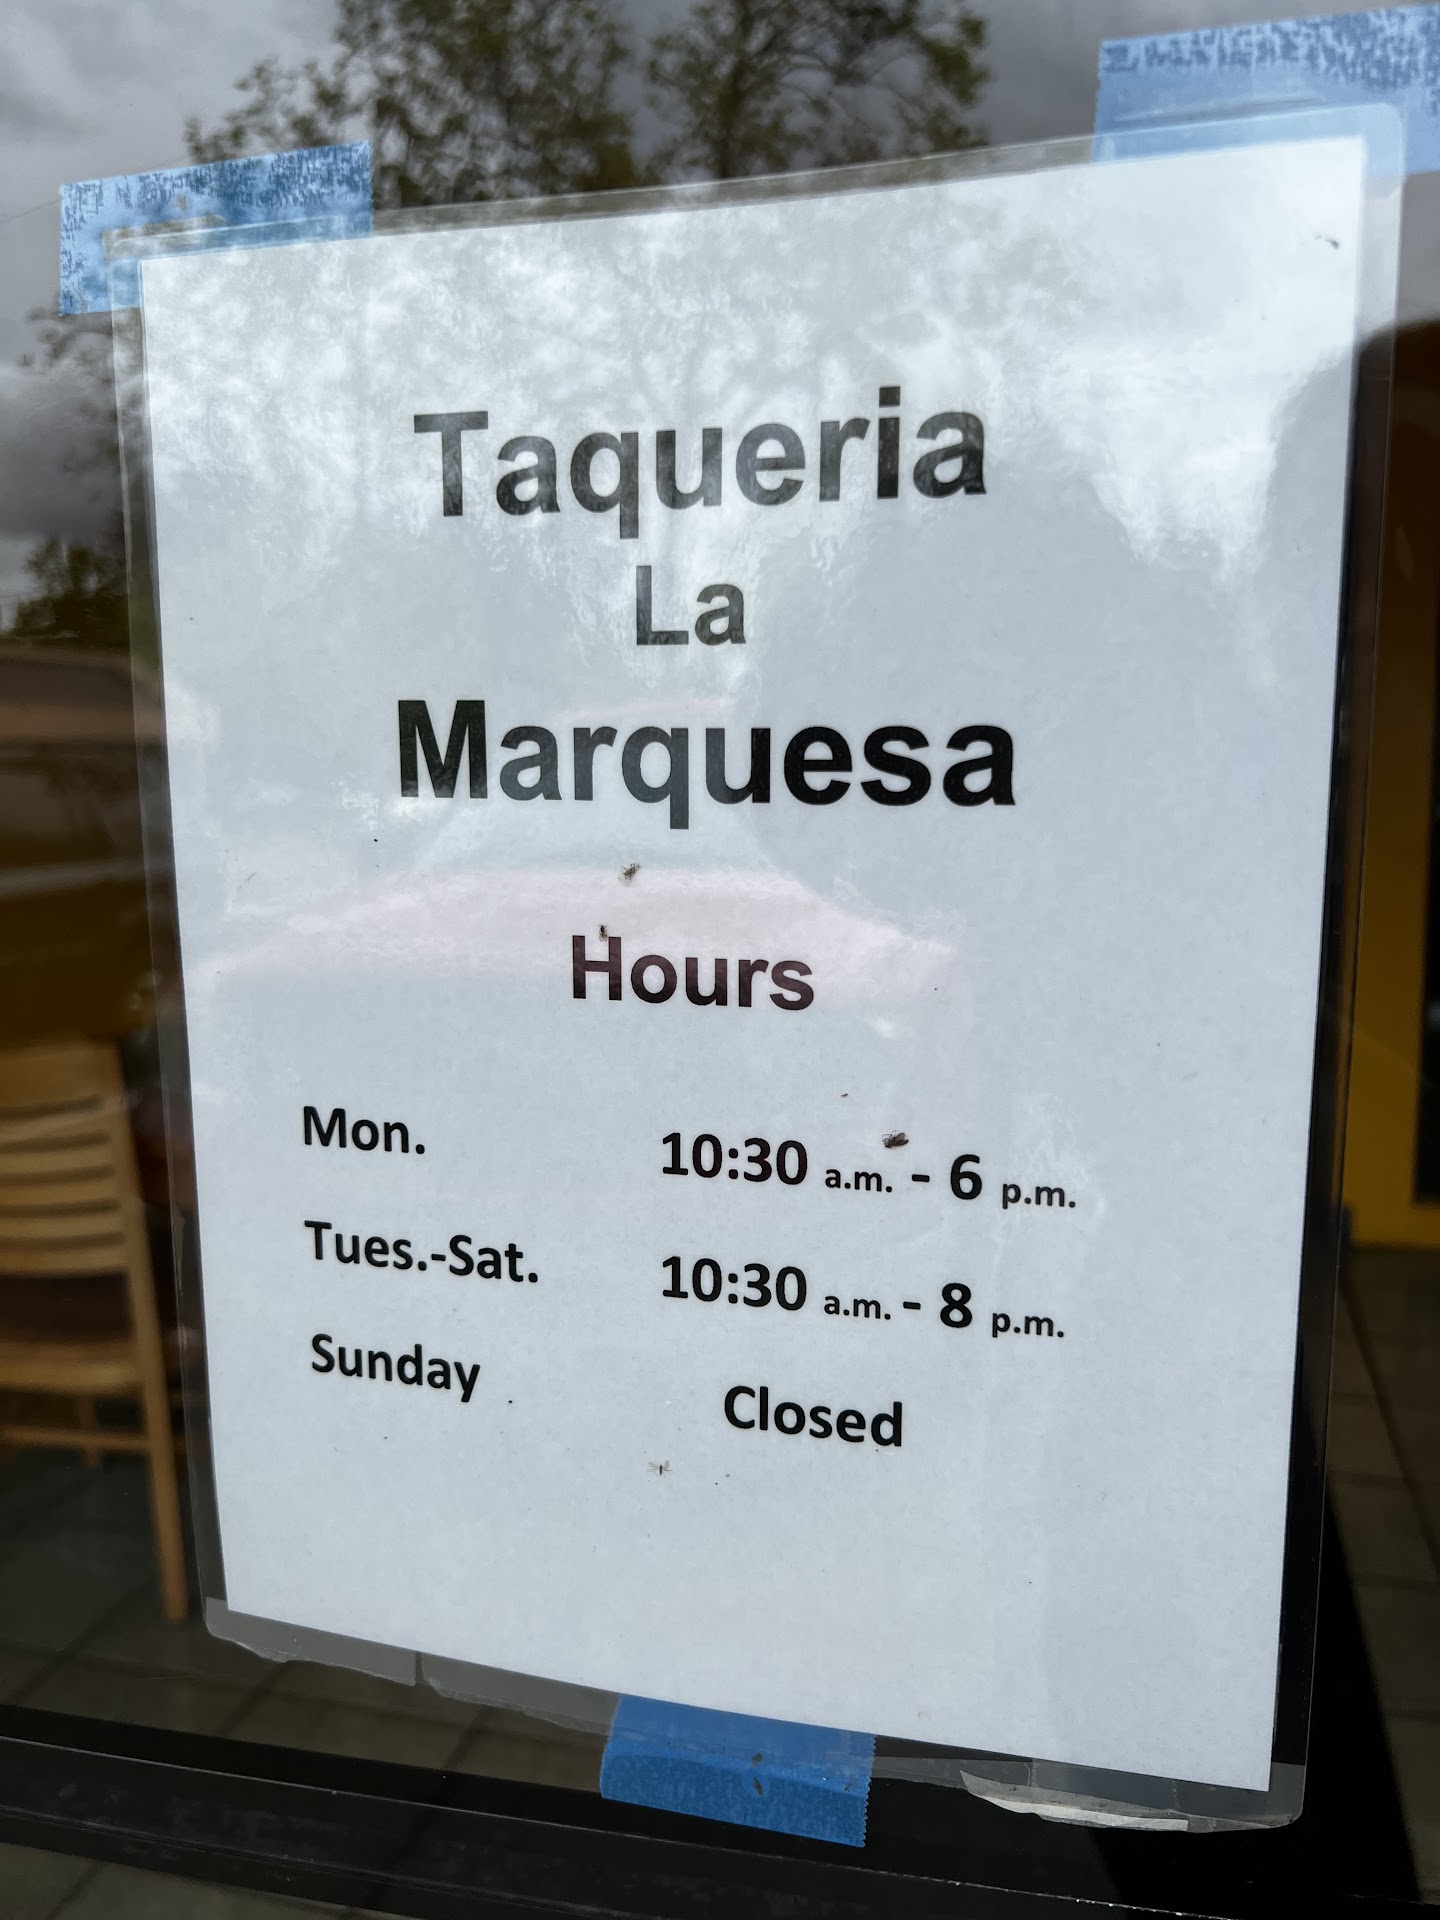 Taqueria
La
Marquesa
Hours
Mon. 10:30 a.m. - 6 p.m.
Tues.-Sat. 10:30 a.m. - 8 p.m.
Sunday Closed